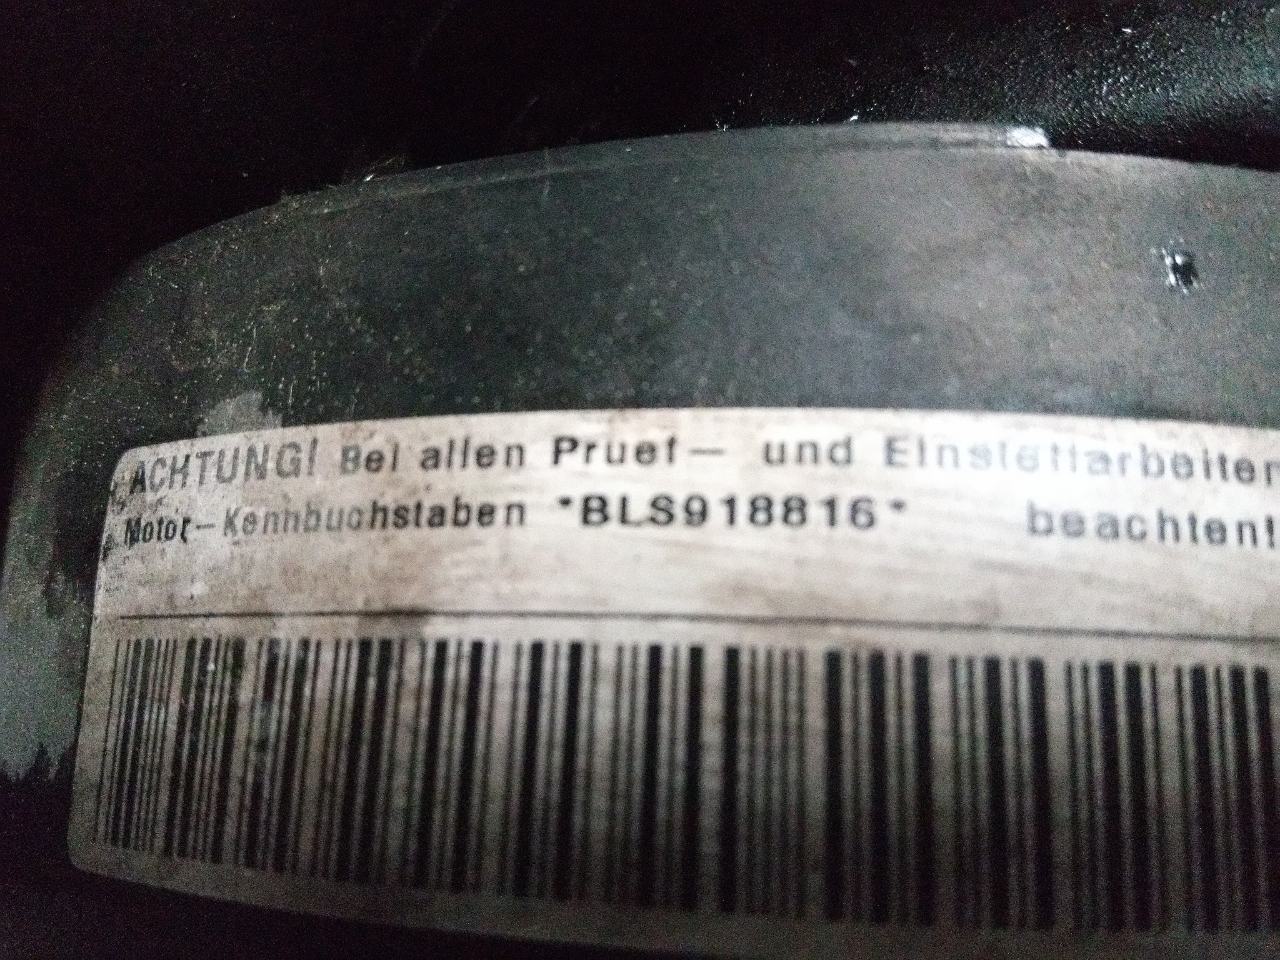 ACHTUNG! Bei allen Pruef- und Einstellarbeiten
Motor-Kennbuchstaben "BLS918816" beachten!